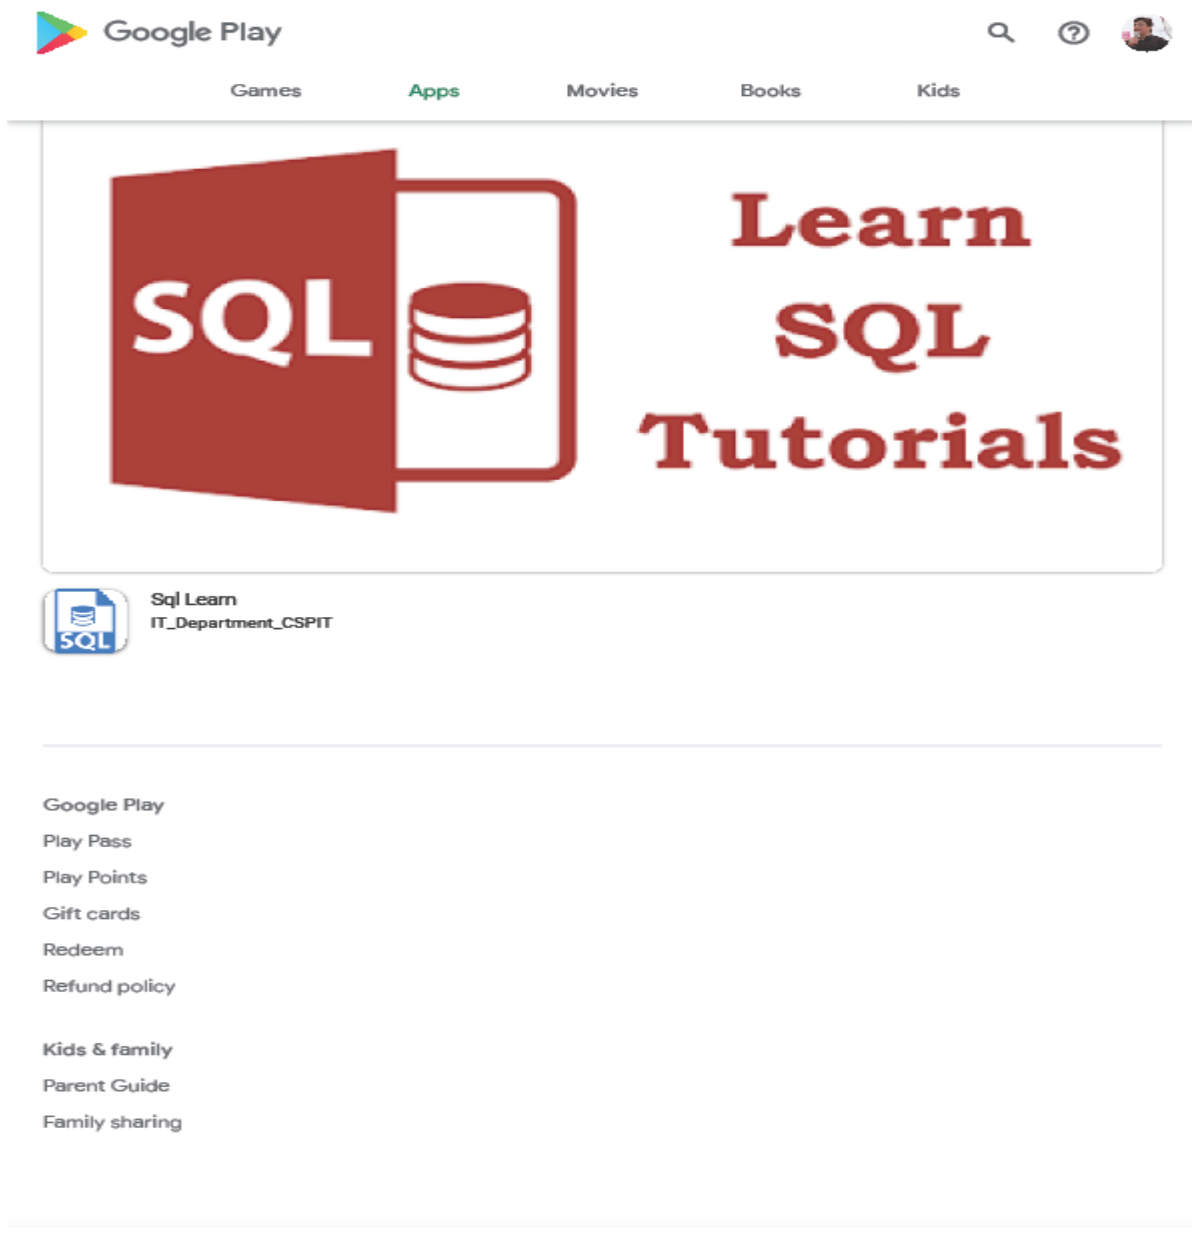 Google Play
Games Apps Movies Books Kids
SQL
Learn
SQL
Tutorials
SQL
Sql Learn
IT_Department_CSPIT
Google Play
Play Pass
Play Points
Gift cards
Redeem
Refund policy
Kids & family
Parent Guide
Family sharing